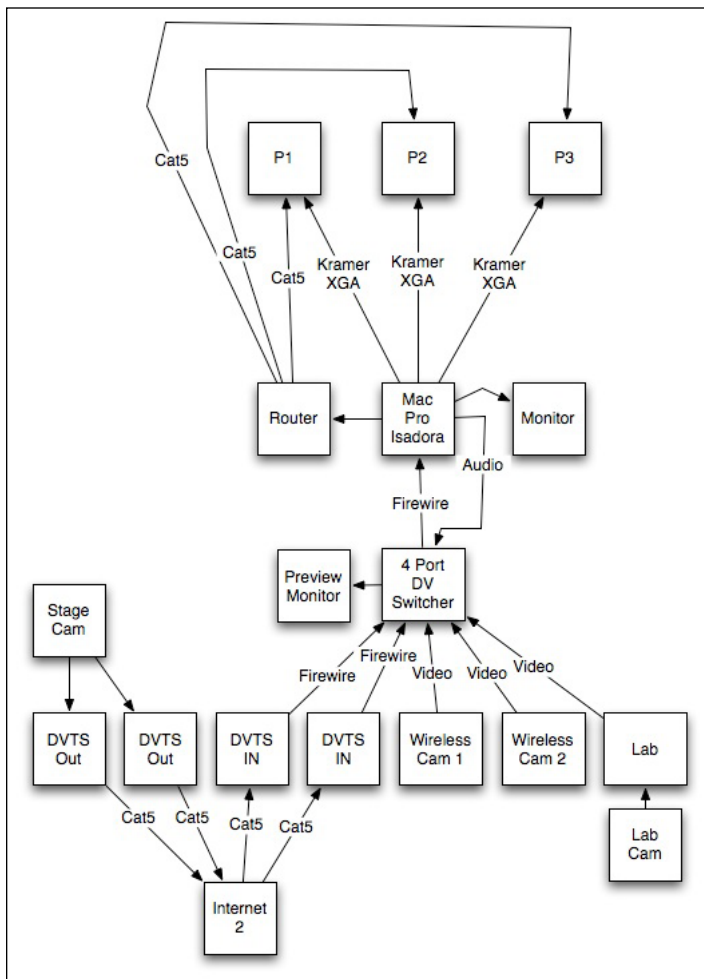 P1
P2
P3
Cat5
Cat5
Cat5
Kramer
XGA
Kramer
XGA
Kramer
XGA
Router
Mac
Pro
Isadora
Monitor
Audio
Firewire
Preview
Monitor
4 Port
DV
Switcher
Stage
Cam
Firewire
Firewire
Video
Video
Video
DVTS
Out
DVTS
Out
DVTS
IN
DVTS
IN
Wireless
Cam 1
Wireless
Cam 2
Lab
Cat5
Cat5
Cat5
Cat5
Lab
Cam
Internet
2